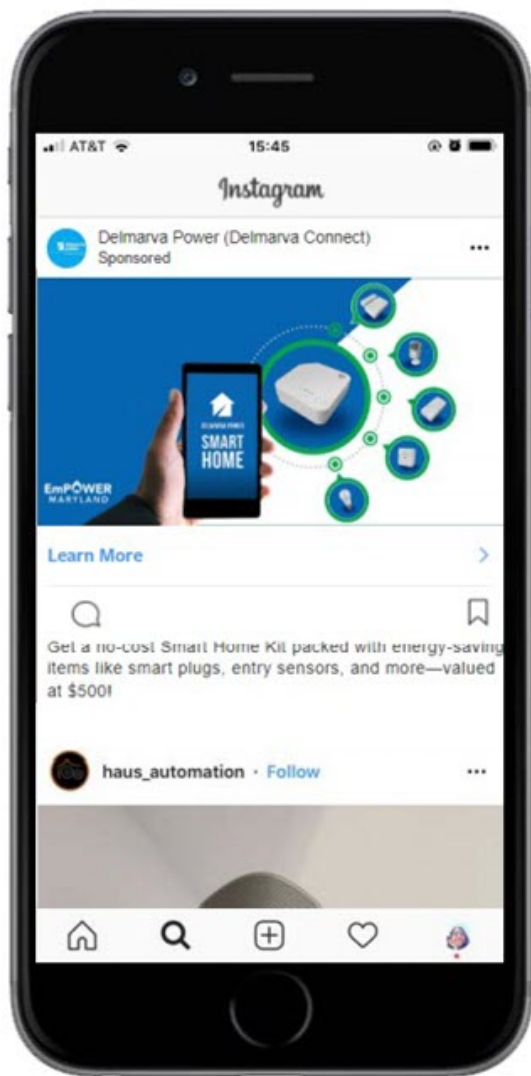 AT&T 15:45
Instagram
Delmarva Power (Delmarva Connect)
Sponsored
DELMARVA POWER
SMART
HOME
EmPOWER
MARYLAND
Learn More
Get a no-cost Smart Home Kit packed with energy-saving
items like smart plugs, entry sensors, and more—valued
at $500!
haus_automation · Follow